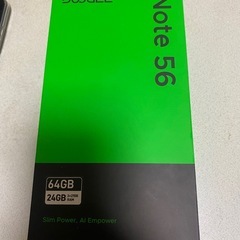 Note 56
64GB
24GB
Slim Power, AI Empower.